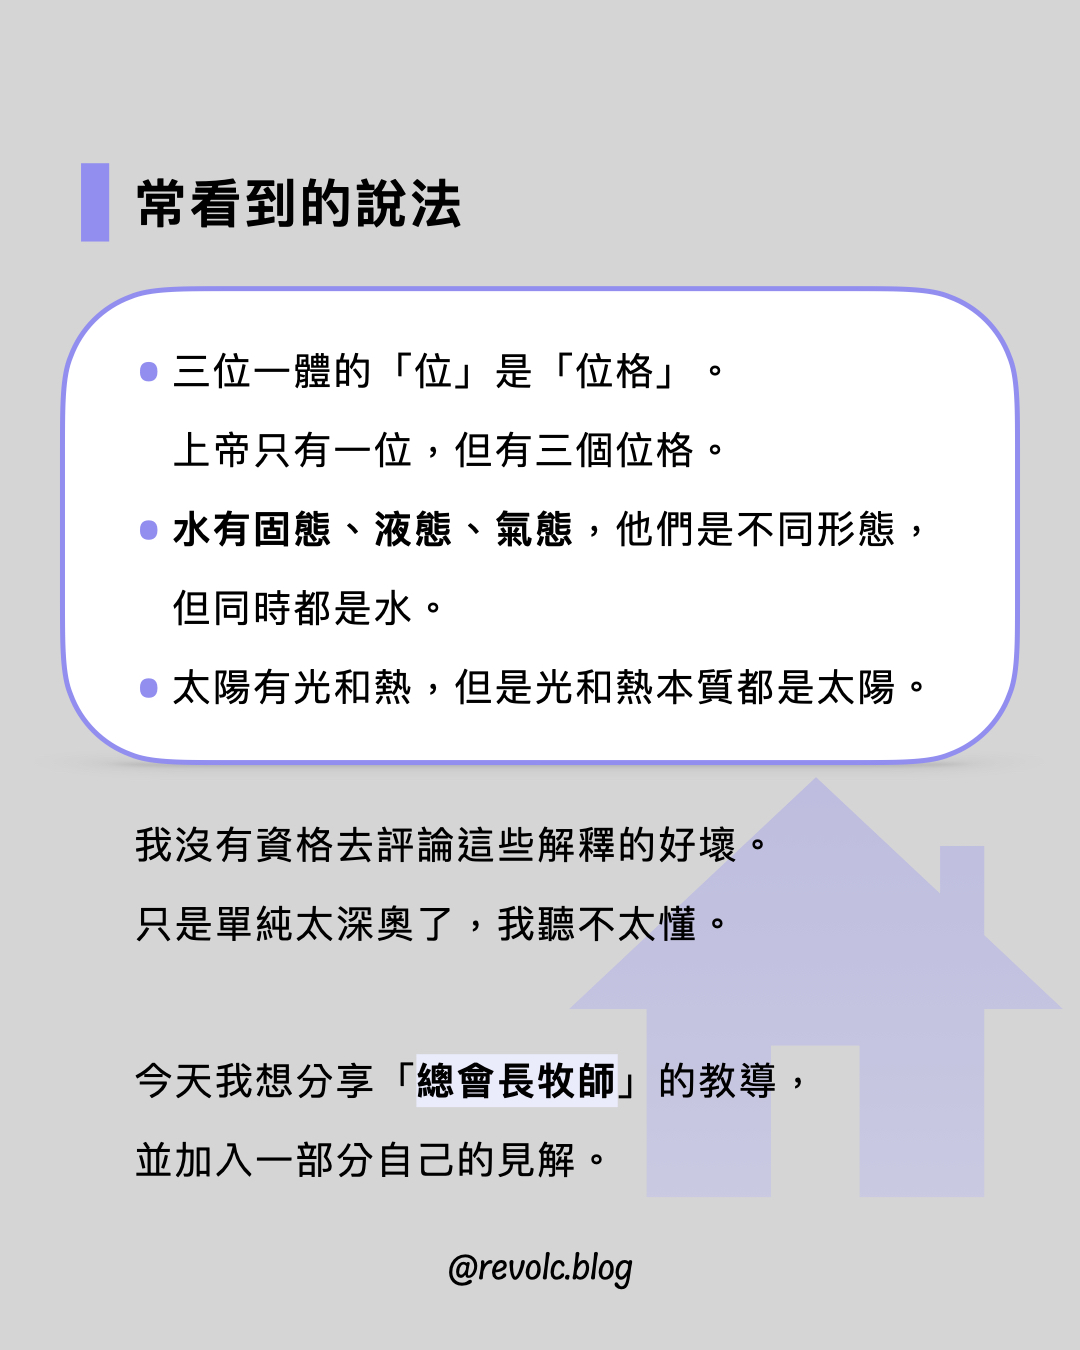 常看到的說法
三位一體的「位」是「位格」。
上帝只有一位，但有三個位格。
水有固態、液態、氣態，他們是不同形態，
但同時都是水。
太陽有光和熱，但是光和熱本質都是太陽。
我沒有資格去評論這些解釋的好壞。
只是單純太深奧了，我聽不太懂。
今天我想分享「總會長牧師」的教導，
並加入一部分自己的見解。
@revolc.blog